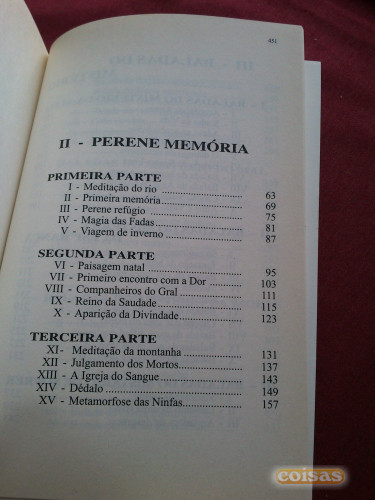 481
II - PERENE MEMÓRIA
PRIMEIRA PARTE
I - Meditação do rio ................................ 63
II - Primeira memória .......................... 69
III - Perene refúgio ................................ 75
IV - Magia das Fadas ............................ 81
V - Viagem de inverno ......................... 87
SEGUNDA PARTE
VI - Paisagem natal ................................ 95
VII - Primeiro encontro com a Dor ........ 103
VIII - Companheiros do Gral .................. 111
IX - Reino da Saudade ........................... 115
X - Aparição da Divindade ................... 123
TERCEIRA PARTE
XI- Meditação da montanha .................. 131
XII - Julgamento dos Mortos ................. 137
XIII - A Igreja do Sangue ........................ 143
XIV - Dédalo ........................................... 149
XV - Metamorfose das Ninfas ................ 157
coisas